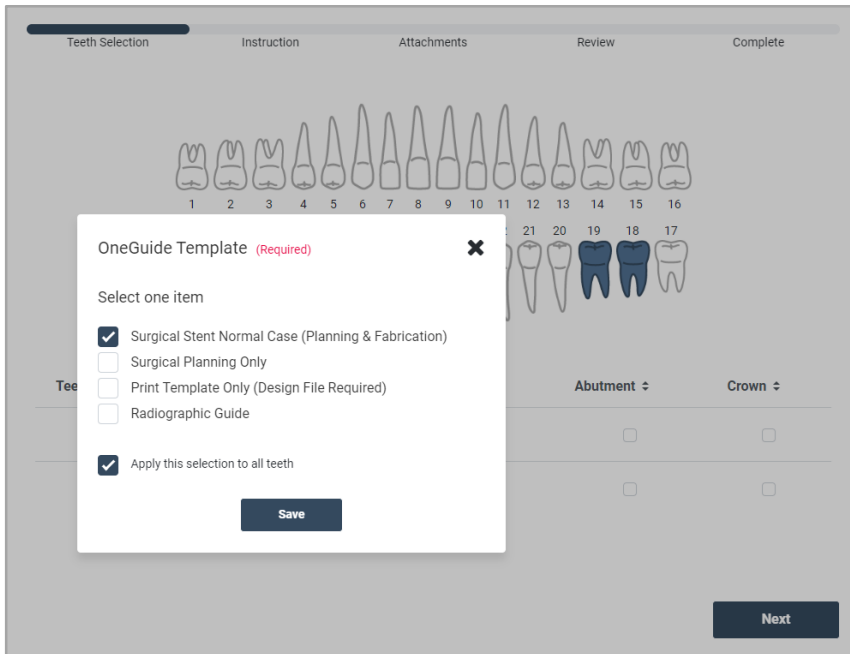 Teeth Selection Instruction Attachments Review Complete
1 2 3 4 5 6 7 8 9 10 11 12 13 14 15 16
21 20 19 18 17
OneGuide Template (Required)
Select one item
Surgical Stent Normal Case (Planning & Fabrication)
Surgical Planning Only
Print Template Only (Design File Required)
Radiographic Guide
Apply this selection to all teeth
Save
Tee Abutment Crown
Next